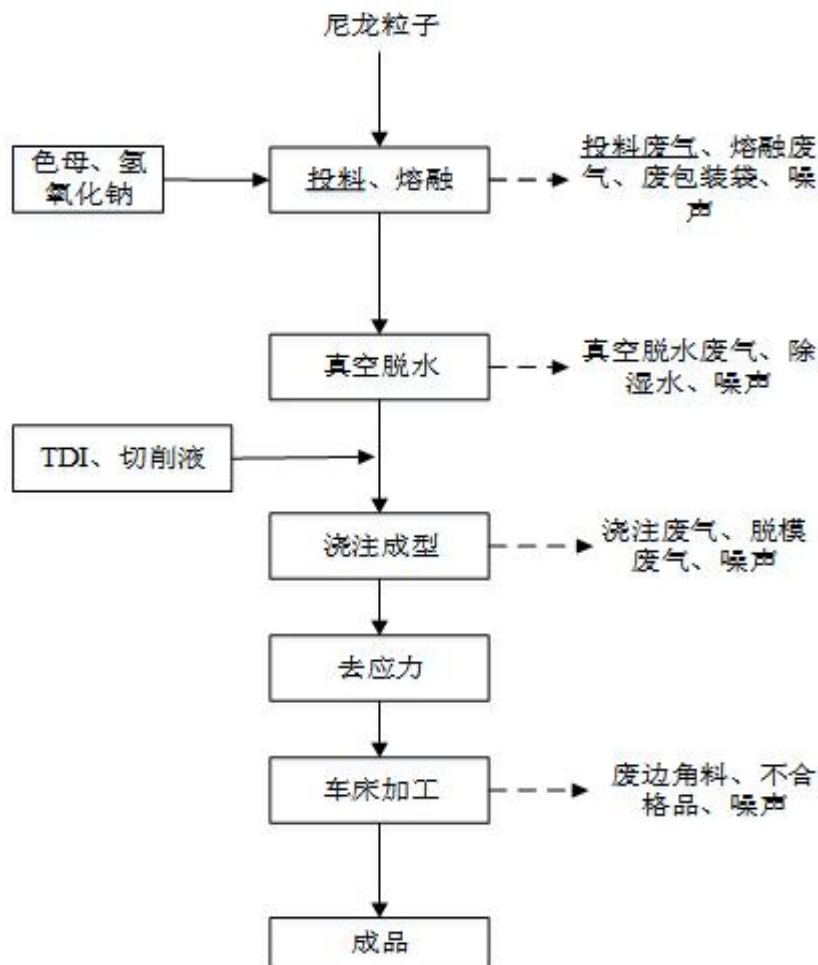 尼龙粒子
色母、氢
氧化钠
投料、熔融
投料废气、熔融废
气、废包装袋、噪
声
真空脱水
真空脱水废气、除
湿水、噪声
TDI、切削液
浇注成型
浇注废气、脱模
废气、噪声
去应力
车床加工
废边角料、不合
格品、噪声
成品